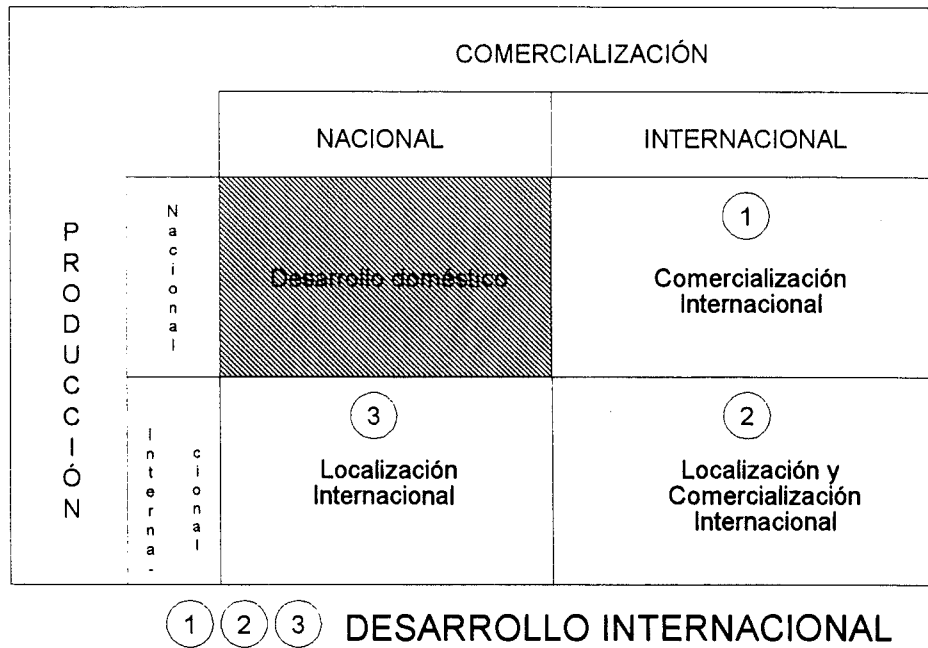 COMERCIALIZACIÓN
NACIONAL
INTERNACIONAL
PRODUCCIÓN
Nacional
Desarrollo doméstico
1
Comercialización
Internacional
Interna-
cional
3
Localización
Internacional
2
Localización y
Comercialización
Internacional
1 2 3 DESARROLLO INTERNACIONAL